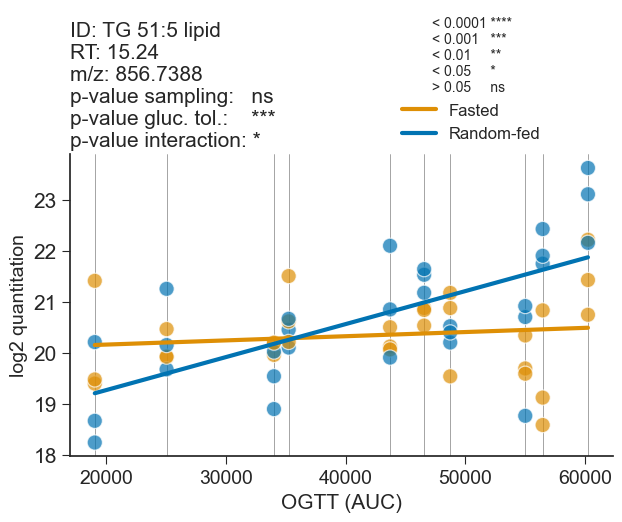 ID: TG 51:5 lipid
RT: 15.24
m/z: 856.7388
p-value sampling: ns
p-value gluc. tol.: ***
p-value interaction: *
< 0.0001 ****
< 0.001 ***
< 0.01 **
< 0.05 *
> 0.05 ns
Fasted
Random-fed
log2 quantitation
23
22
21
20
19
18
20000 30000 40000 50000 60000
OGTT (AUC)